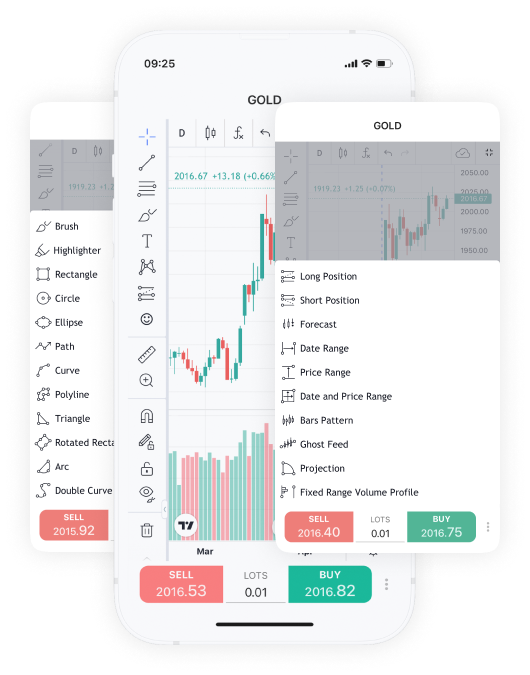 09:25
GOLD
D
2016.67 +13.18 (+0.66%
Mar
SELL
2016.53
LOTS
0.01
BUY
2016.82
D
1919.23 +1.2
Brush
Highlighter
Rectangle
Circle
Ellipse
Path
Curve
Polyline
Triangle
Rotated Recta
Arc
Double Curve
SELL
2015.92
GOLD
D
1919.23 +1.25 (+0.07%)
2050.00
2025.00
2016.67
2000.00
1975.00
1950.00
Long Position
Short Position
Forecast
Date Range
Price Range
Date and Price Range
Bars Pattern
Ghost Feed
Projection
Fixed Range Volume Profile
SELL
2016.40
LOTS
0.01
BUY
2016.75